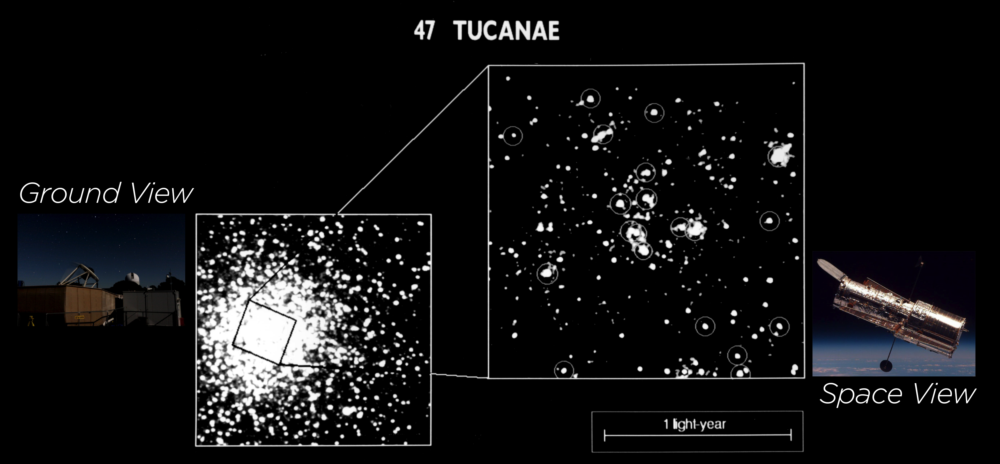 47 TUCANAE
Ground View
Space View
1 light-year